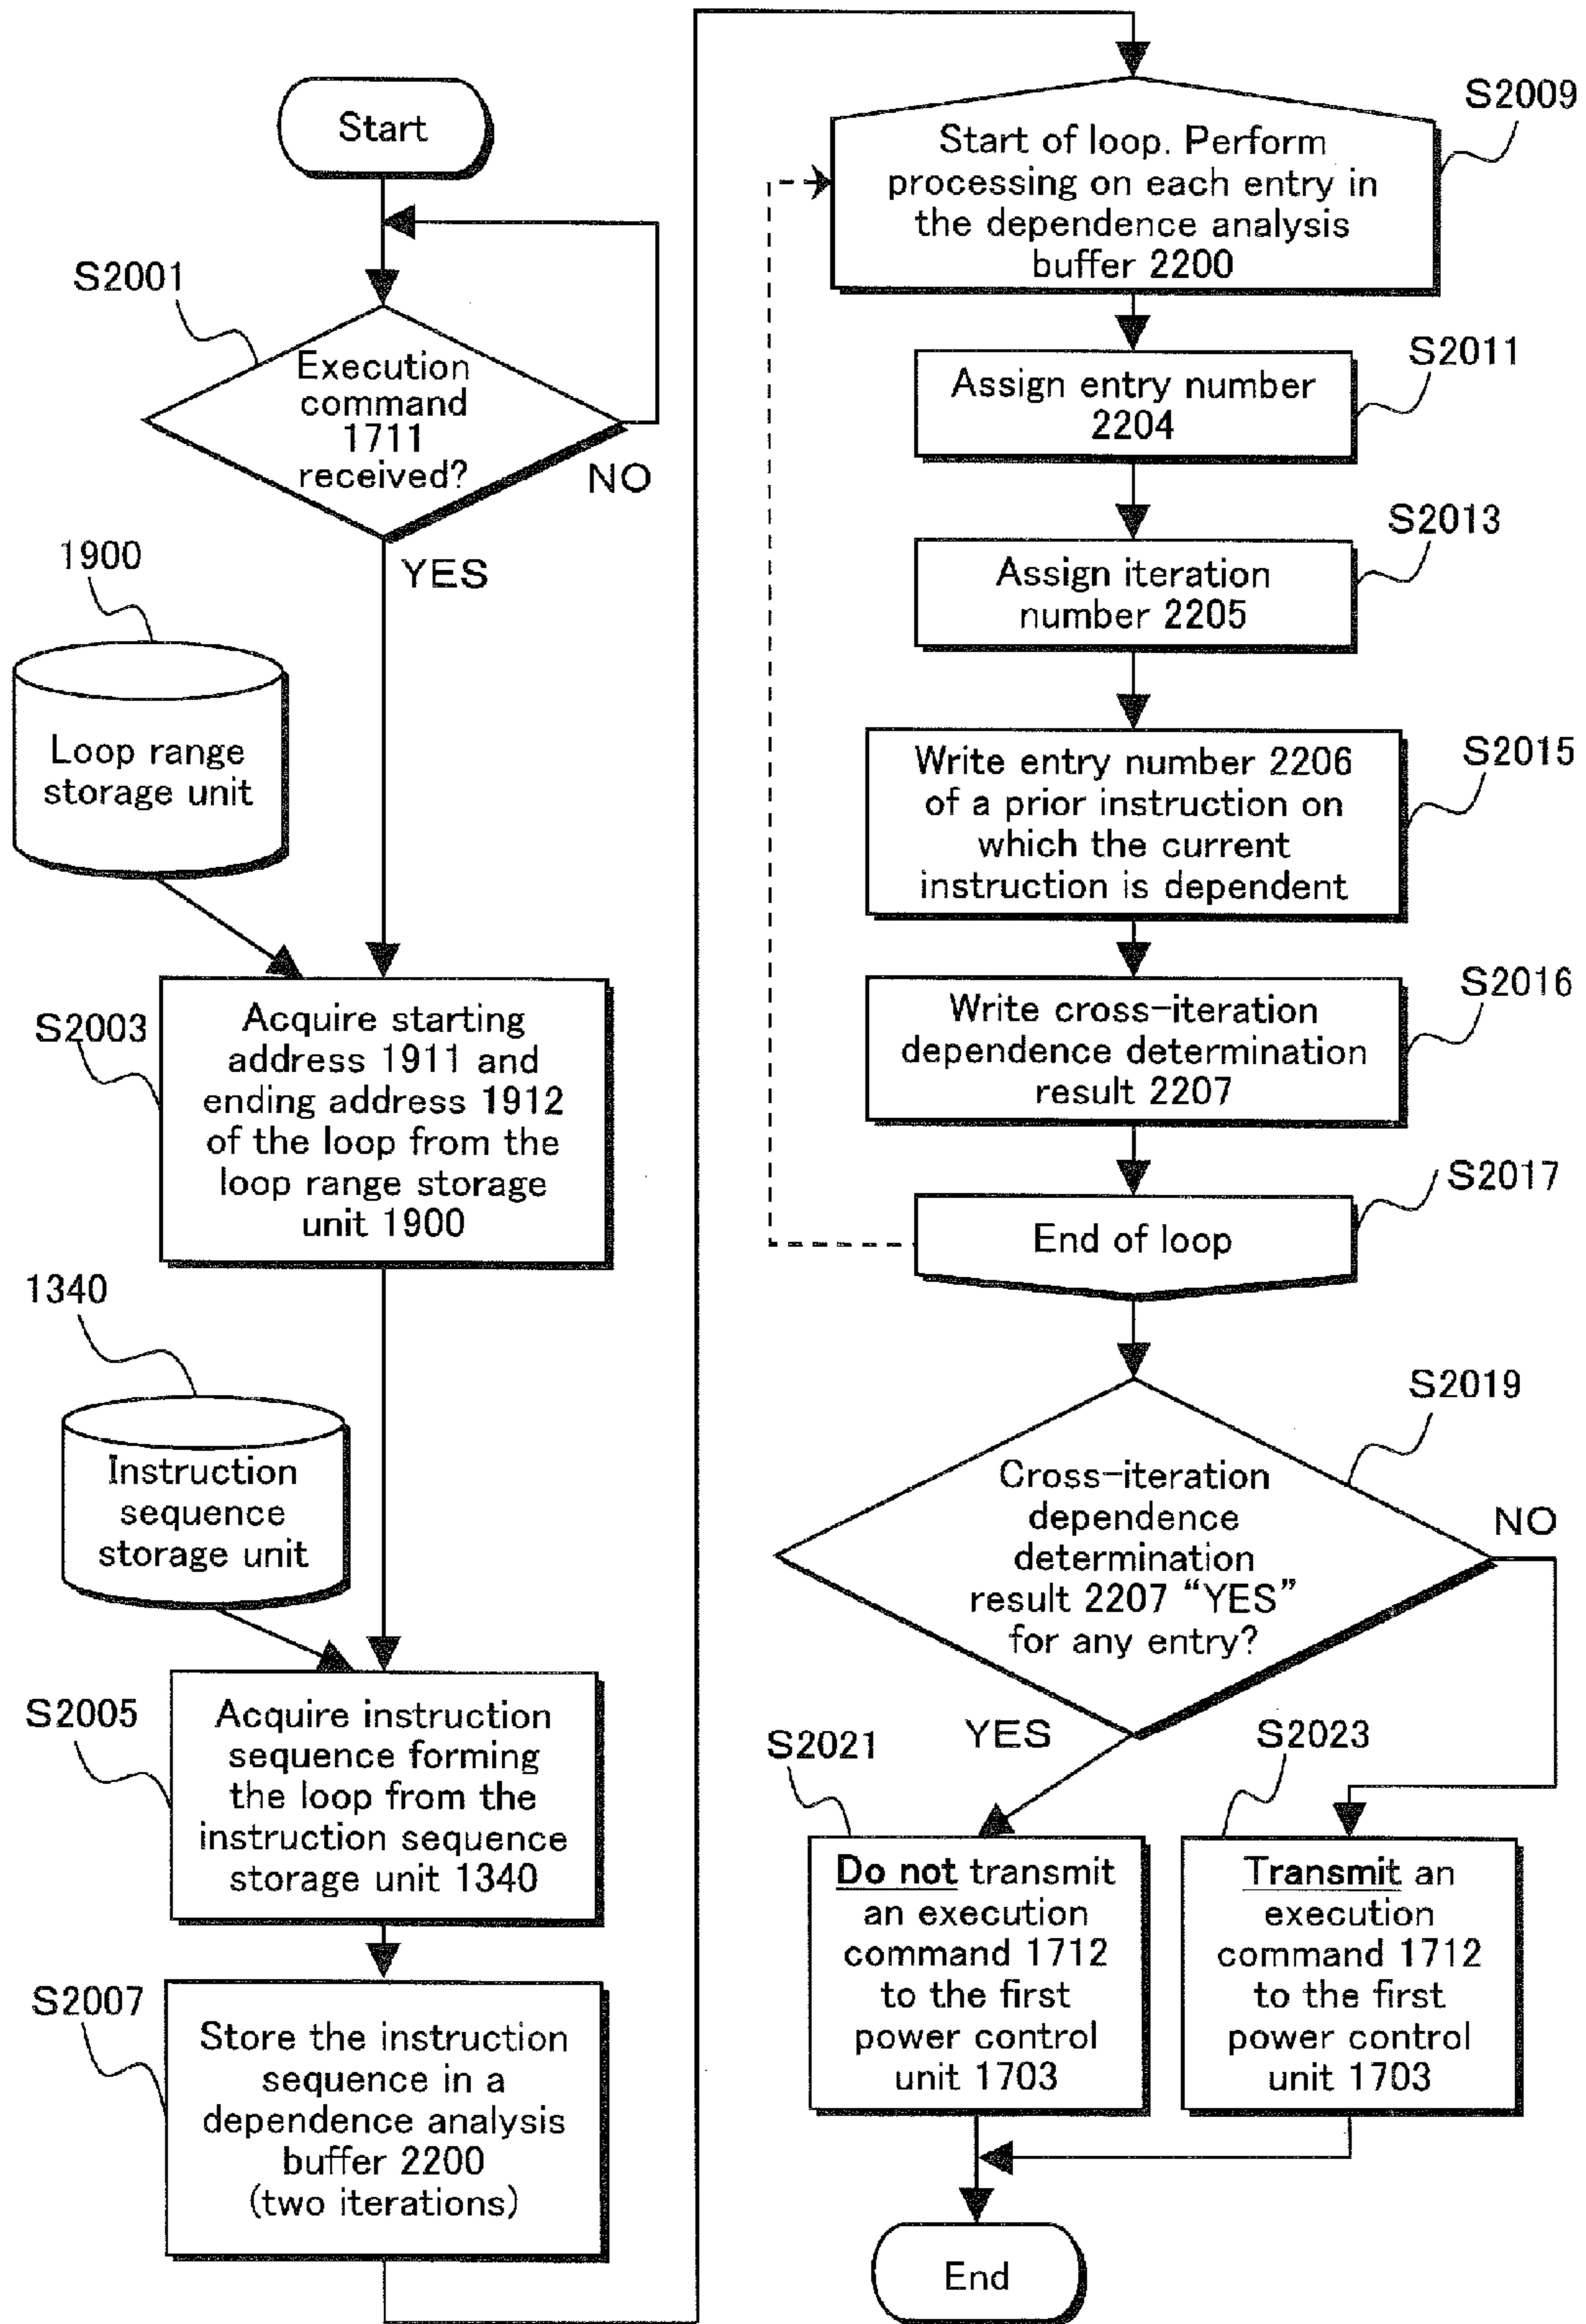 Start
S2001
Execution
command
1711
received?
NO
YES
1900
Loop range
storage unit
S2003
Acquire starting
address 1911 and
ending address 1912
of the loop from the
loop range storage
unit 1900
1340
Instruction
sequence
storage unit
S2005
Acquire instruction
sequence forming
the loop from the
instruction sequence
storage unit 1340
S2007
Store the instruction
sequence in a
dependence analysis
buffer 2200
(two iterations)
S2009
Start of loop. Perform
processing on each entry in
the dependence analysis
buffer 2200
S2011
Assign entry number
2204
S2013
Assign iteration
number 2205
S2015
Write entry number 2206
of a prior instruction on
which the current
instruction is dependent
S2016
Write cross-iteration
dependence determination
result 2207
S2017
End of loop
S2019
Cross-iteration
dependence
determination
result 2207 “YES”
for any entry?
NO
YES
S2021
Do not transmit
an execution
command 1712
to the first
power control
unit 1703
S2023
Transmit an
execution
command 1712
to the first
power control
unit 1703
End